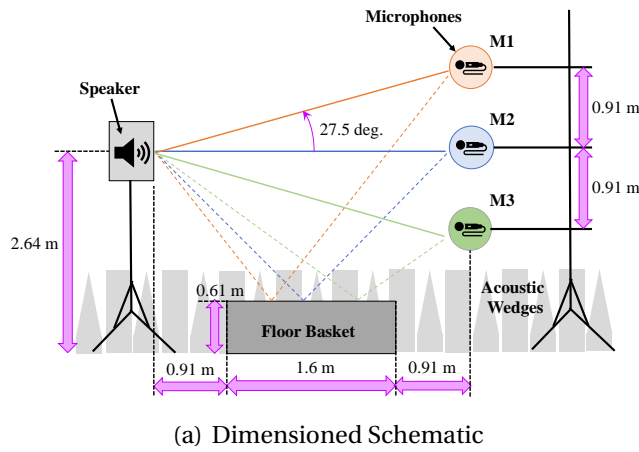 Microphones
M1
Speaker
0.91 m
27.5 deg.
M2
0.91 m
M3
2.64 m
0.61 m
Acoustic
Wedges
Floor Basket
0.91 m
1.6 m
0.91 m
(a) Dimensioned Schematic